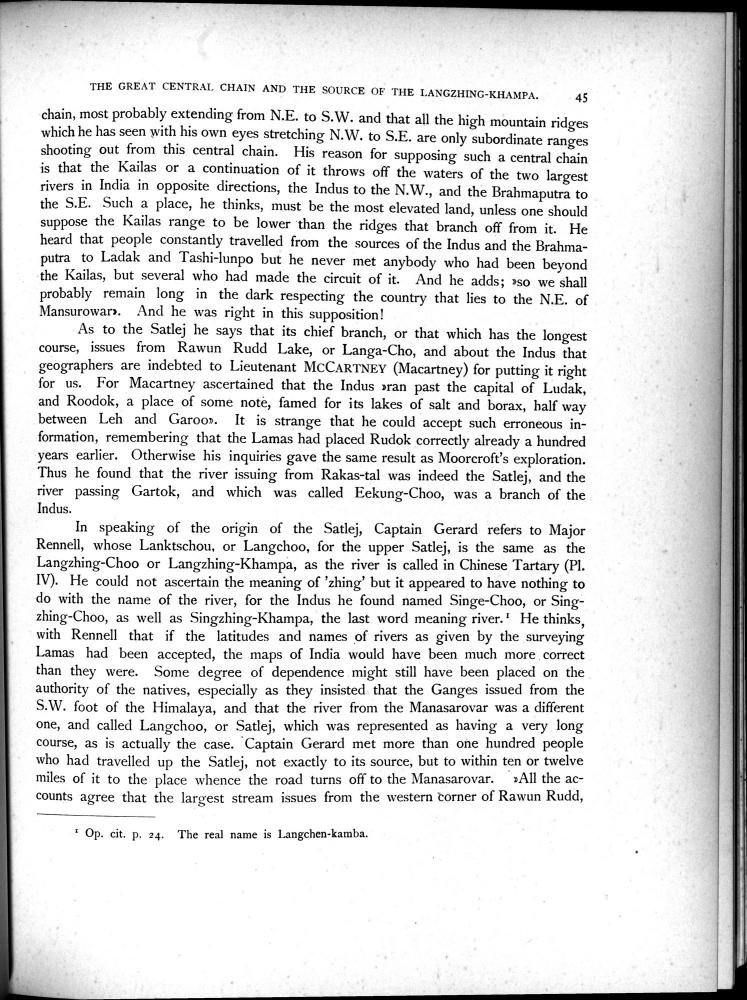 THE GREAT CENTRAL CHAIN AND THE SOURCE OF THE LANGZHING-KHAMPA. 45
chain, most probably extending from N.E. to S.W. and that all the high mountain ridges
which he has seen with his own eyes stretching N.W. to S.E. are only subordinate ranges
shooting out from this central chain. His reason for supposing such a central chain
is that the Kailas or a continuation of it throws off the waters of the two largest
rivers in India in opposite directions, the Indus to the N.W., and the Brahmaputra to
the S.E. Such a place, he thinks, must be the most elevated land, unless one should
suppose the Kailas range to be lower than the ridges that branch off from it. He
heard that people constantly travelled from the sources of the Indus and the Brahma-
putra to Ladak and Tashi-lunpo but he never met anybody who had been beyond
the Kailas, but several who had made the circuit of it. And he adds; »so we shall
probably remain long in the dark respecting the country that lies to the N.E. of
Mansurowar». And he was right in this supposition!
As to the Satlej he says that its chief branch, or that which has the longest
course, issues from Rawun Rudd Lake, or Langa-Cho, and about the Indus that
geographers are indebted to Lieutenant MCCARTNEY (Macartney) for putting it right
for us. For Macartney ascertained that the Indus »ran past the capital of Ludak,
and Roodok, a place of some note, famed for its lakes of salt and borax, half way
between Leh and Garoo». It is strange that he could accept such erroneous in-
formation, remembering that the Lamas had placed Rudok correctly already a hundred
years earlier. Otherwise his inquiries gave the same result as Moorcroft's exploration.
Thus he found that the river issuing from Rakas-tal was indeed the Satlej, and the
river passing Gartok, and which was called Eekung-Choo, was a branch of the
Indus.
In speaking of the origin of the Satlej, Captain Gerard refers to Major
Rennell, whose Lanktschou, or Langchoo, for the upper Satlej, is the same as the
Langzhing-Choo or Langzhing-Khampa, as the river is called in Chinese Tartary (Pl.
IV). He could not ascertain the meaning of 'zhing' but it appeared to have nothing to
do with the name of the river, for the Indus he found named Singe-Choo, or Sing-
zhing-Choo, as well as Singzhing-Khampa, the last word meaning river.¹ He thinks,
with Rennell that if the latitudes and names of rivers as given by the surveying
Lamas had been accepted, the maps of India would have been much more correct
than they were. Some degree of dependence might still have been placed on the
authority of the natives, especially as they insisted that the Ganges issued from the
S.W. foot of the Himalaya, and that the river from the Manasarovar was a different
one, and called Langchoo, or Satlej, which was represented as having a very long
course, as is actually the case. Captain Gerard met more than one hundred people
who had travelled up the Satlej, not exactly to its source, but to within ten or twelve
miles of it to the place whence the road turns off to the Manasarovar. »All the ac-
counts agree that the largest stream issues from the western corner of Rawun Rudd,
¹ Op. cit. p. 24. The real name is Langchen-kamba.